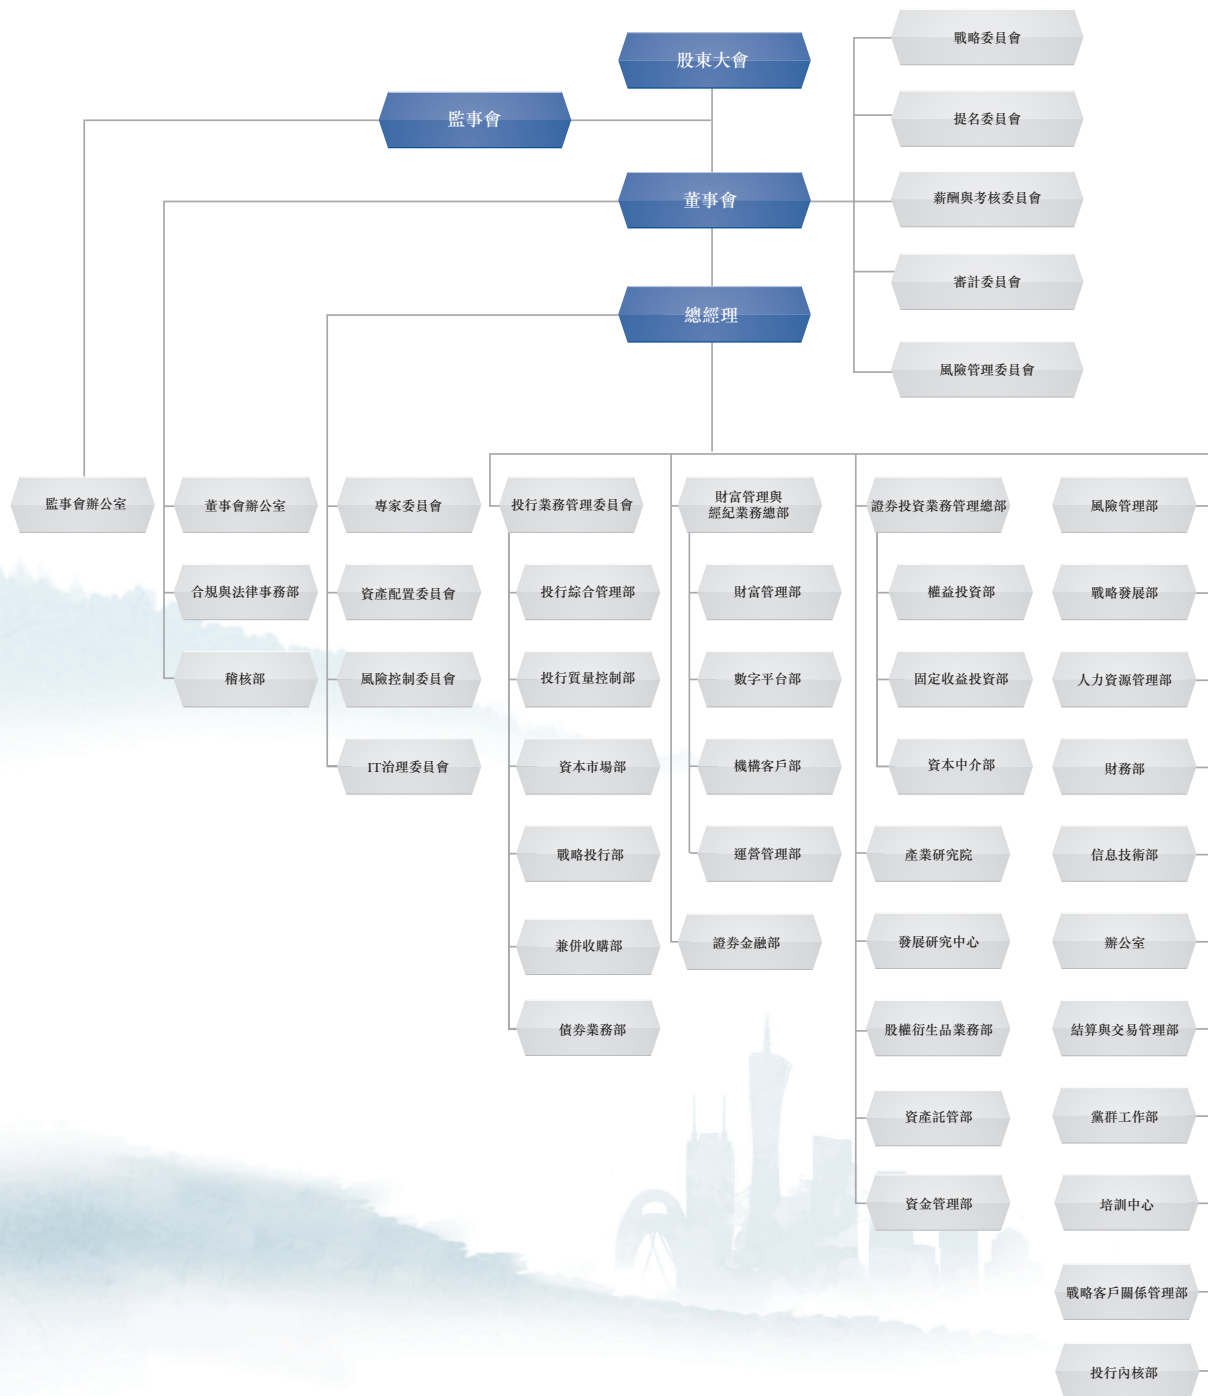 股東大會
監事會
董事會
總經理
戰略委員會
提名委員會
薪酬與考核委員會
審計委員會
風險管理委員會
監事會辦公室
董事會辦公室
合規與法律事務部
稽核部
專家委員會
資產配置委員會
風險控制委員會
IT治理委員會
投行業務管理委員會
投行綜合管理部
投行質量控制部
資本市場部
戰略投行部
兼併收購部
債券業務部
財富管理與
經紀業務總部
財富管理部
數字平台部
機構客戶部
運營管理部
證券金融部
證券投資業務管理總部
權益投資部
固定收益投資部
資本中介部
產業研究院
發展研究中心
股權衍生品業務部
資產託管部
資金管理部
風險管理部
戰略發展部
人力資源管理部
財務部
信息技術部
辦公室
結算與交易管理部
黨群工作部
培訓中心
戰略客戶關係管理部
投行內核部